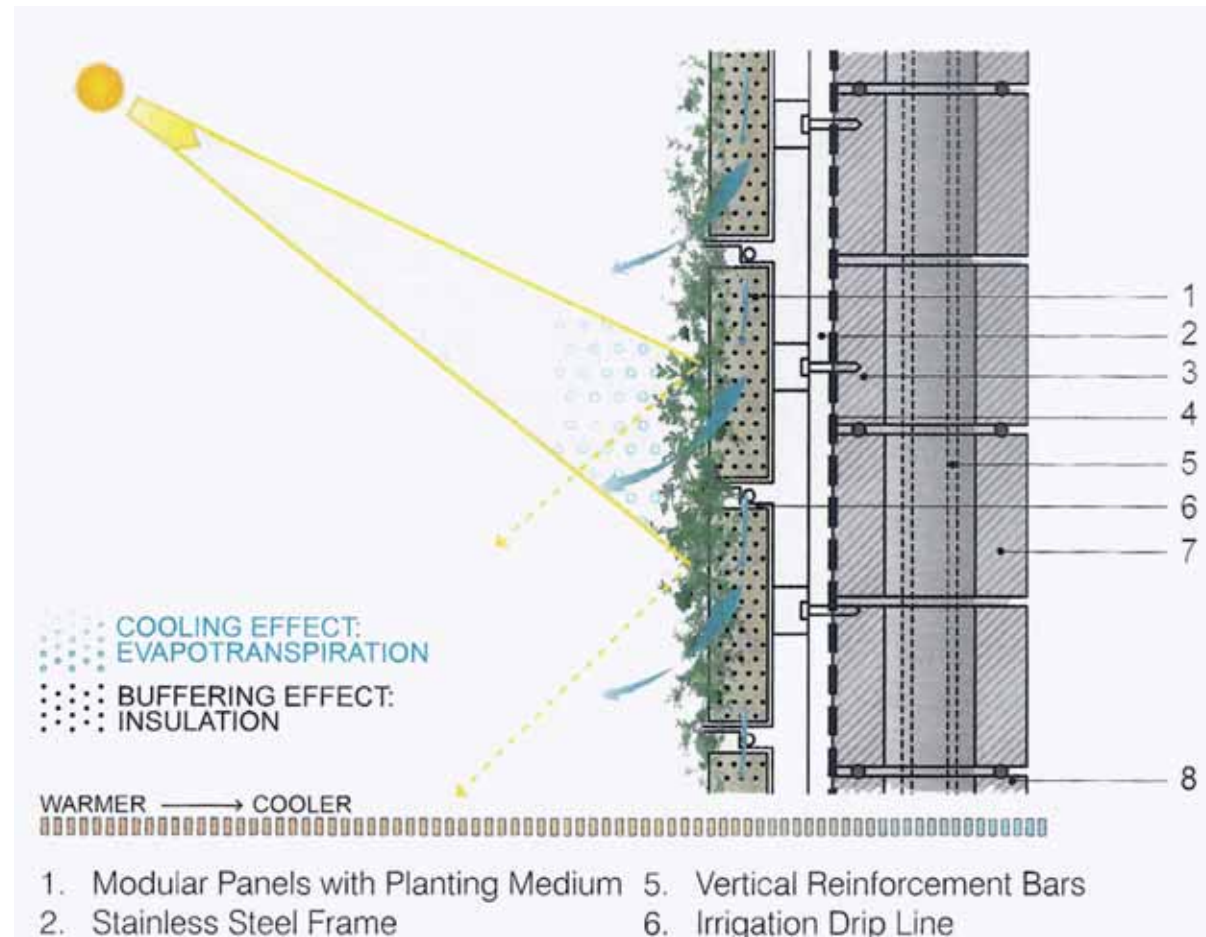 1
2
3
4
5
6
7
8
COOLING EFFECT:
EVAPOTRANSPIRATION
BUFFERING EFFECT:
INSULATION
WARMER COOLER
1. Modular Panels with Planting Medium
2. Stainless Steel Frame
5. Vertical Reinforcement Bars
6. Irrigation Drip Line